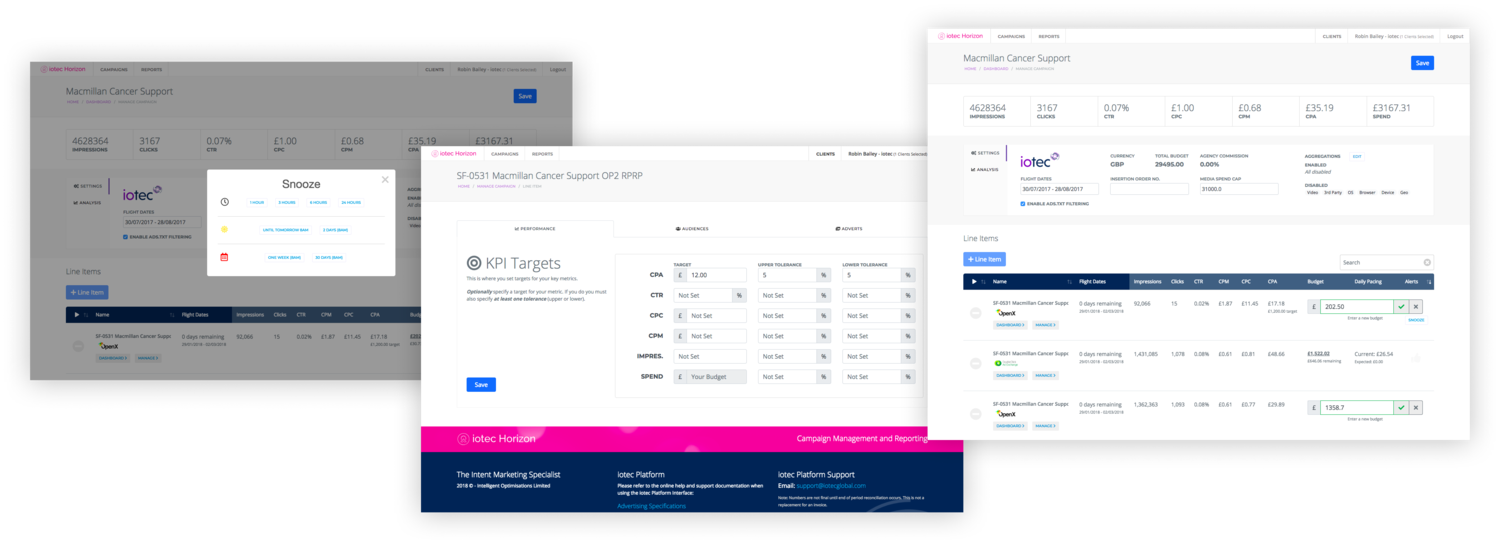 iotec Horizon CAMPAIGNS REPORTS CLIENTS Robin Bailey - Iotec (1 Clients Selected) Logout
Macmillan Cancer Support
HOME / DASHBOARD / MANAGE CAMPAIGN
Save
4628364 3167 0.07% £1.00 £0.68 £35.19 £3167.31
IMPRESSIONS CLICKS CTR CPC CPM CPA
SETTINGS
ANALYSIS
iotec
FLIGHT DATES
30/07/2017 - 28/08/2017
ENABLE ADS.TXT FILTERING
Snooze
1 HOUR 3 HOURS 8 HOURS 24 HOURS
UNTIL TOMORROW 8AM 2 DAYS (8AM)
ONE WEEK (8AM) 30 DAYS (8AM)
Line Items
+ Line Item
Name Flight Dates Impressions Clicks CTR CPM CPC CPA
SF-0531 Macmillan Cancer Supp 0 days remaining 92,066 15 0.02% £1.87 £11.45 £17.18
29/01/2018 - 02/03/2018 £1,200.00 target
OpenX
DASHBOARD MANAGE
iotec Horizon CAMPAIGNS REPORTS CLIENTS Robin Bailey - Iotec (1 Clients Selected)
SF-0531 Macmillan Cancer Support OP2 RPRP
HOME / MANAGE CAMPAIGN / LINE ITEM
PERFORMANCE AUDIENCES ADVERTS
KPI Targets
This is where you set targets for your key metrics.
Optionally specify a target for your metric. If you do you must
also specify at least one tolerance (upper or lower).
Save
TARGET UPPER TOLERANCE LOWER TOLERANCE
CPA £ 12.00 5 % 5 %
CTR Not Set % Not Set % Not Set %
CPC £ Not Set Not Set % Not Set %
CPM £ Not Set Not Set % Not Set %
IMPRES. Not Set Not Set % Not Set %
SPEND £ Your Budget Not Set % Not Set %
iotec Horizon Campaign Management and Reporting
The Intent Marketing Specialist
2018 © - Intelligent Optimisations Limited
iotec Platform
Please refer to the online help and support documentation when
using the iotec Platform Interface:
Advertising Specifications
iotec Platform Support
Email: support@iotecglobal.com
Note: Numbers are not final until end of period reconciliation occurs. This is not a
replacement for an invoice.
iotec Horizon CAMPAIGNS REPORTS CLIENTS Robin Bailey - Iotec (1 Clients Selected) Logout
Macmillan Cancer Support
HOME / DASHBOARD / MANAGE CAMPAIGN
Save
4628364 3167 0.07% £1.00 £0.68 £35.19 £3167.31
IMPRESSIONS CLICKS CTR CPC CPM CPA SPEND
SETTINGS
ANALYSIS
iotec
CURRENCY TOTAL BUDGET AGENCY COMMISSION
GBP 29495.00 0.00%
FLIGHT DATES INSERTION ORDER NO. MEDIA SPEND CAP
30/07/2017 - 28/08/2017 31000.0
ENABLE ADS.TXT FILTERING
AGGREGATIONS EDIT
ENABLED
All disabled
DISABLED
Video 3rd Party OS Browser Device Geo
Line Items
+ Line Item
Search
Name Flight Dates Impressions Clicks CTR CPM CPC CPA Budget Daily Pacing Alerts
SF-0531 Macmillan Cancer Suppc 0 days remaining 92,066 15 0.02% £1.87 £11.45 £17.18 £ 202.50
29/01/2018 - 02/03/2018 £1,200.00 target Enter a new budget SNOOZE
OpenX
DASHBOARD MANAGE
SF-0531 Macmillan Cancer Suppc 0 days remaining 1,431,085 1,078 0.08% £0.61 £0.81 £48.66 £1,522.02 Current: £26.54
29/01/2018 - 02/03/2018 £646.06 remaining Expected: £0.00
DASHBOARD MANAGE
SF-0531 Macmillan Cancer Suppc 0 days remaining 1,362,363 1,093 0.08% £0.61 £0.77 £29.89 £ 1358.7
29/01/2018 - 02/03/2018 Enter a new budget
OpenX
DASHBOARD MANAGE